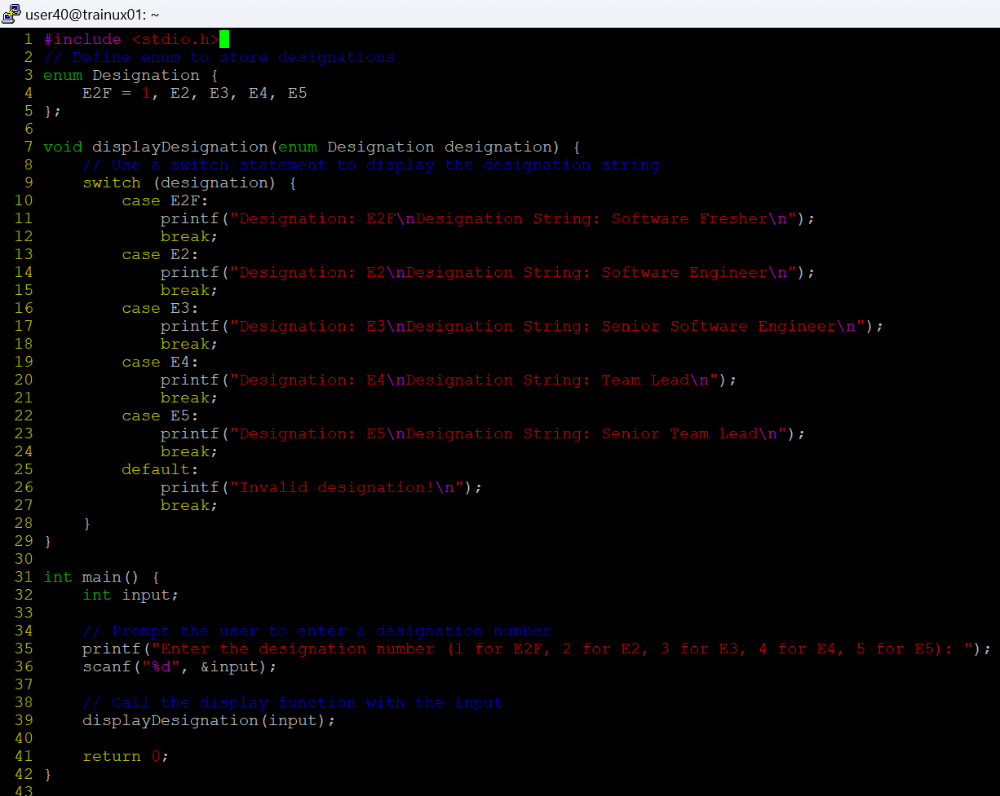 user40@trainux01: ~
1 #include <stdio.h>
2 // Define enum to store designations
3 enum Designation {
4     E2F = 1, E2, E3, E4, E5
5 };
6
7 void displayDesignation(enum Designation designation) {
8     // Use a switch statement to display the designation string
9     switch (designation) {
10         case E2F:
11             printf("Designation: E2F\nDesignation String: Software Fresher\n");
12             break;
13         case E2:
14             printf("Designation: E2\nDesignation String: Software Engineer\n");
15             break;
16         case E3:
17             printf("Designation: E3\nDesignation String: Senior Software Engineer\n");
18             break;
19         case E4:
20             printf("Designation: E4\nDesignation String: Team Lead\n");
21             break;
22         case E5:
23             printf("Designation: E5\nDesignation String: Senior Team Lead\n");
24             break;
25         default:
26             printf("Invalid designation!\n");
27             break;
28     }
29 }
30
31 int main() {
32     int input;
33
34     // Prompt the user to enter a designation number
35     printf("Enter the designation number (1 for E2F, 2 for E2, 3 for E3, 4 for E4, 5 for E5): ");
36     scanf("%d", &input);
37
38     // Call the display function with the input
39     displayDesignation(input);
40
41     return 0;
42 }
43